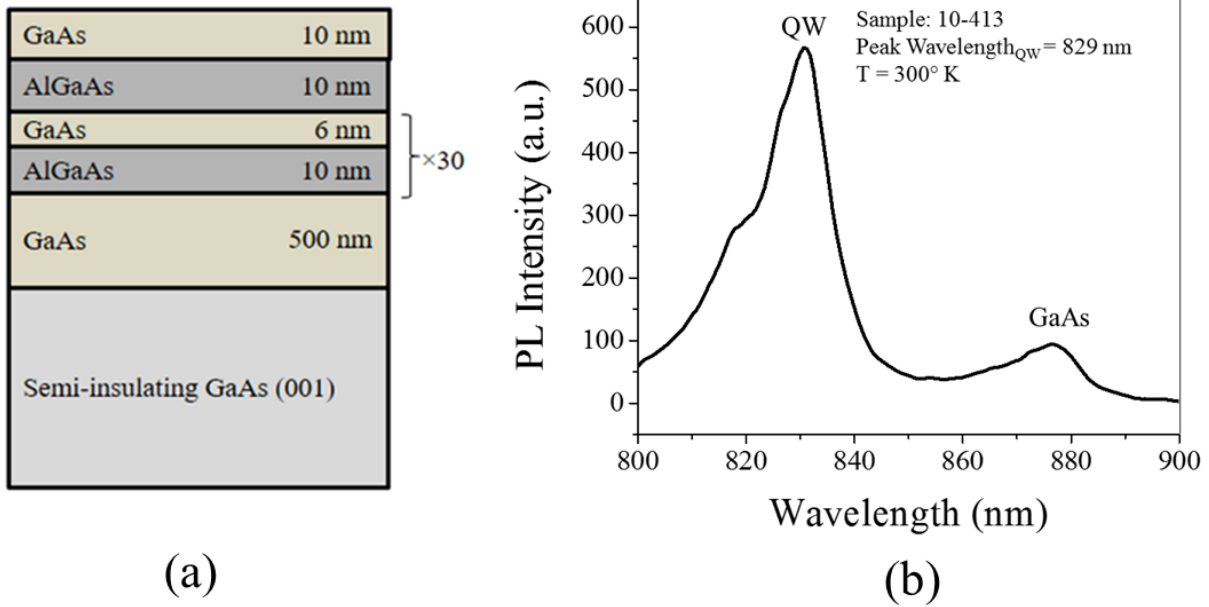 GaAs 10 nm
AlGaAs 10 nm
GaAs 6 nm
AlGaAs 10 nm
×30
GaAs 500 nm
Semi-insulating GaAs (001)
(a)
PL Intensity (a.u.)
600
500
400
300
200
100
0
QW
Sample: 10-413
Peak WavelengthQW = 829 nm
T = 300° K
GaAs
800 820 840 860 880 900
Wavelength (nm)
(b)